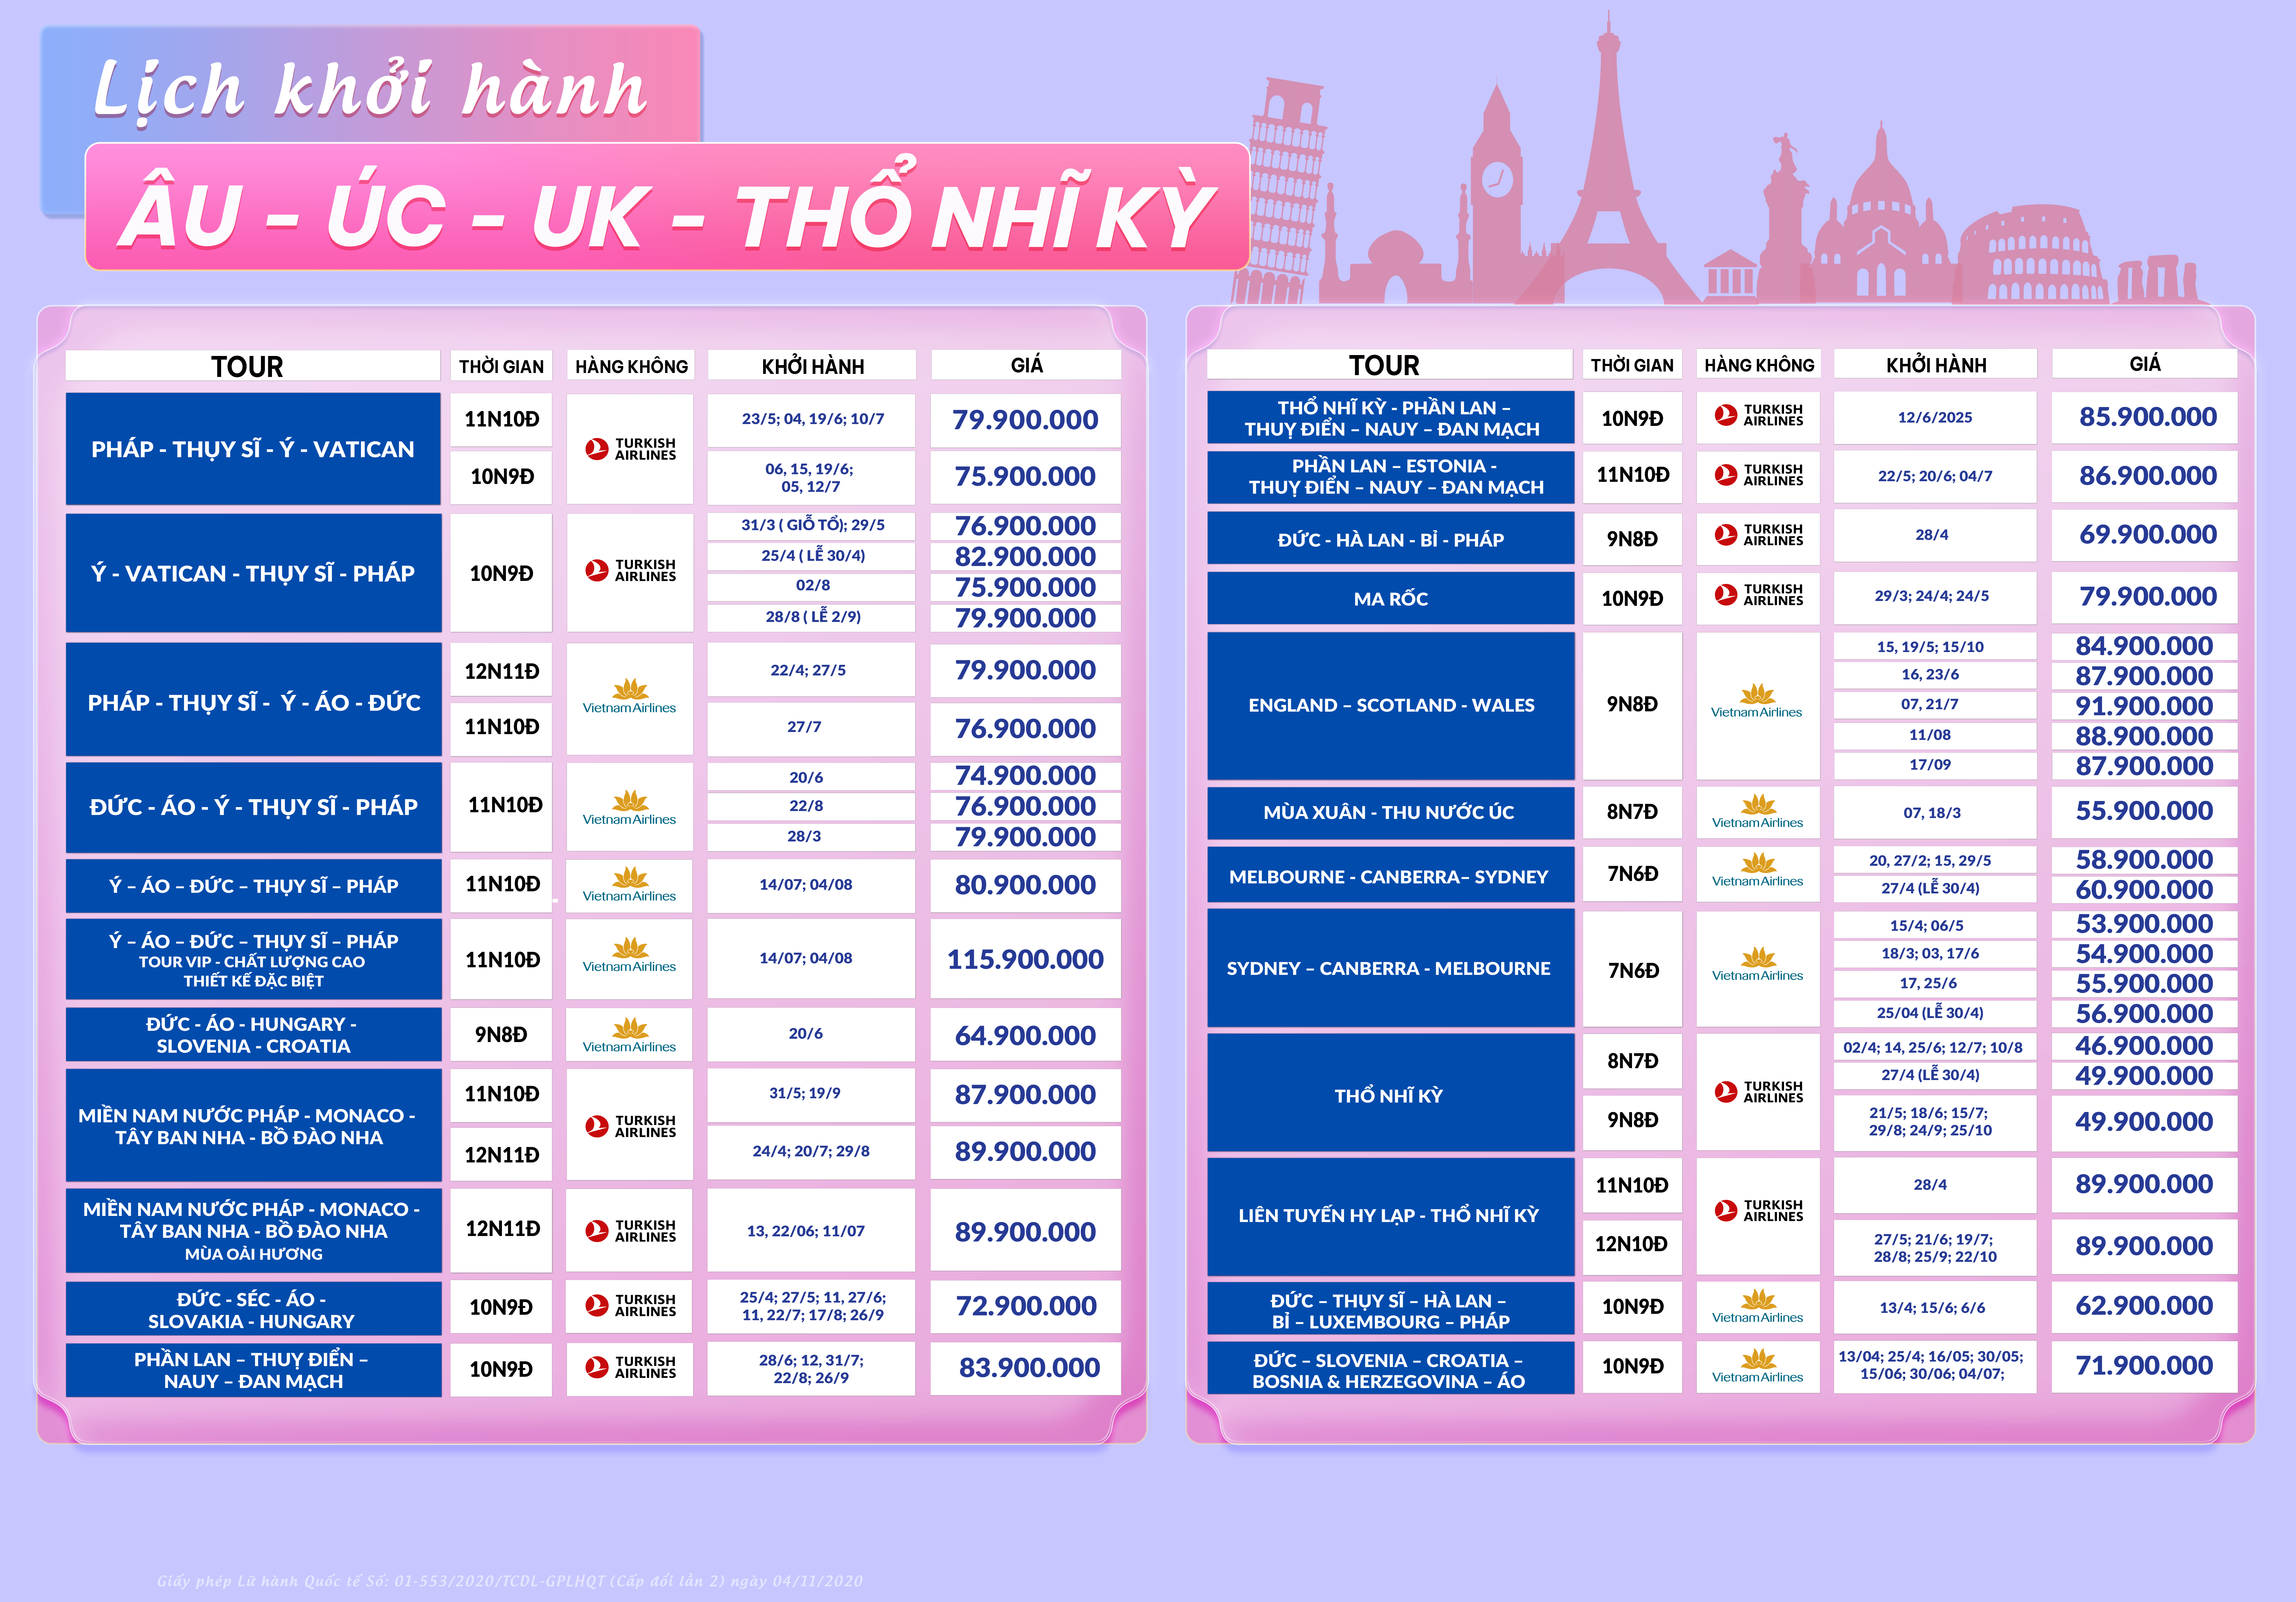 Lịch khởi hành
ÂU - ÚC - UK - THỔ NHĨ KỲ
TOUR THỜI GIAN HÀNG KHÔNG KHỞI HÀNH GIÁ
PHÁP - THỤY SĨ - Ý - VATICAN
11N10Đ
10N9Đ
TURKISH
AIRLINES
23/5; 04, 19/6; 10/7
79.900.000
06, 15, 19/6;
05, 12/7
75.900.000
Ý - VATICAN - THỤY SĨ - PHÁP
10N9Đ
TURKISH
AIRLINES
31/3 ( GIỖ TỔ); 29/5
76.900.000
25/4 ( LỄ 30/4)
82.900.000
02/8
75.900.000
28/8 ( LỄ 2/9)
79.900.000
PHÁP - THỤY SĨ - Ý - ÁO - ĐỨC
12N11Đ
11N10Đ
Vietnam Airlines
22/4; 27/5
79.900.000
27/7
76.900.000
ĐỨC - ÁO - Ý - THỤY SĨ - PHÁP
11N10Đ
Vietnam Airlines
20/6
74.900.000
22/8
76.900.000
28/3
79.900.000
Ý – ÁO – ĐỨC – THỤY SĨ – PHÁP
11N10Đ
Vietnam Airlines
14/07; 04/08
80.900.000
Ý – ÁO – ĐỨC – THỤY SĨ – PHÁP
TOUR VIP - CHẤT LƯỢNG CAO
THIẾT KẾ ĐẶC BIỆT
11N10Đ
Vietnam Airlines
14/07; 04/08
115.900.000
ĐỨC - ÁO - HUNGARY -
SLOVENIA - CROATIA
9N8Đ
Vietnam Airlines
20/6
64.900.000
MIỀN NAM NƯỚC PHÁP - MONACO -
TÂY BAN NHA - BỒ ĐÀO NHA
11N10Đ
12N11Đ
TURKISH
AIRLINES
31/5; 19/9
87.900.000
24/4; 20/7; 29/8
89.900.000
MIỀN NAM NƯỚC PHÁP - MONACO -
TÂY BAN NHA - BỒ ĐÀO NHA
MÙA OẢI HƯƠNG
12N11Đ
TURKISH
AIRLINES
13, 22/06; 11/07
89.900.000
ĐỨC - SÉC - ÁO -
SLOVAKIA - HUNGARY
10N9Đ
TURKISH
AIRLINES
25/4; 27/5; 11, 27/6;
11, 22/7; 17/8; 26/9
72.900.000
PHẦN LAN – THUỴ ĐIỂN –
NAUY – ĐAN MẠCH
10N9Đ
TURKISH
AIRLINES
28/6; 12, 31/7;
22/8; 26/9
83.900.000
TOUR THỜI GIAN HÀNG KHÔNG KHỞI HÀNH GIÁ
THỔ NHĨ KỲ - PHẦN LAN –
THUỴ ĐIỂN – NAUY – ĐAN MẠCH
10N9Đ
TURKISH
AIRLINES
12/6/2025
85.900.000
PHẦN LAN – ESTONIA -
THUỴ ĐIỂN – NAUY – ĐAN MẠCH
11N10Đ
TURKISH
AIRLINES
22/5; 20/6; 04/7
86.900.000
ĐỨC - HÀ LAN - BỈ - PHÁP
9N8Đ
TURKISH
AIRLINES
28/4
69.900.000
MA RỐC
10N9Đ
TURKISH
AIRLINES
29/3; 24/4; 24/5
79.900.000
ENGLAND – SCOTLAND - WALES
9N8Đ
Vietnam Airlines
15, 19/5; 15/10
84.900.000
16, 23/6
87.900.000
07, 21/7
91.900.000
11/08
88.900.000
17/09
87.900.000
MÙA XUÂN - THU NƯỚC ÚC
8N7Đ
Vietnam Airlines
07, 18/3
55.900.000
MELBOURNE - CANBERRA– SYDNEY
7N6Đ
Vietnam Airlines
20, 27/2; 15, 29/5
58.900.000
27/4 (LỄ 30/4)
60.900.000
SYDNEY – CANBERRA - MELBOURNE
7N6Đ
Vietnam Airlines
15/4; 06/5
53.900.000
18/3; 03, 17/6
54.900.000
17, 25/6
55.900.000
25/04 (LỄ 30/4)
56.900.000
THỔ NHĨ KỲ
8N7Đ
9N8Đ
TURKISH
AIRLINES
02/4; 14, 25/6; 12/7; 10/8
46.900.000
27/4 (LỄ 30/4)
49.900.000
21/5; 18/6; 15/7;
29/8; 24/9; 25/10
49.900.000
LIÊN TUYẾN HY LẠP - THỔ NHĨ KỲ
11N10Đ
12N10Đ
TURKISH
AIRLINES
28/4
89.900.000
27/5; 21/6; 19/7;
28/8; 25/9; 22/10
89.900.000
ĐỨC – THỤY SĨ – HÀ LAN –
BỈ – LUXEMBOURG – PHÁP
10N9Đ
Vietnam Airlines
13/4; 15/6; 6/6
62.900.000
ĐỨC – SLOVENIA – CROATIA –
BOSNIA & HERZEGOVINA – ÁO
10N9Đ
Vietnam Airlines
13/04; 25/4; 16/05; 30/05;
15/06; 30/06; 04/07;
71.900.000
Giấy phép Lữ hành Quốc tế Số: 01-553/2020/TCDL-GPLHQT (Cấp đổi lần 2) ngày 04/11/2020